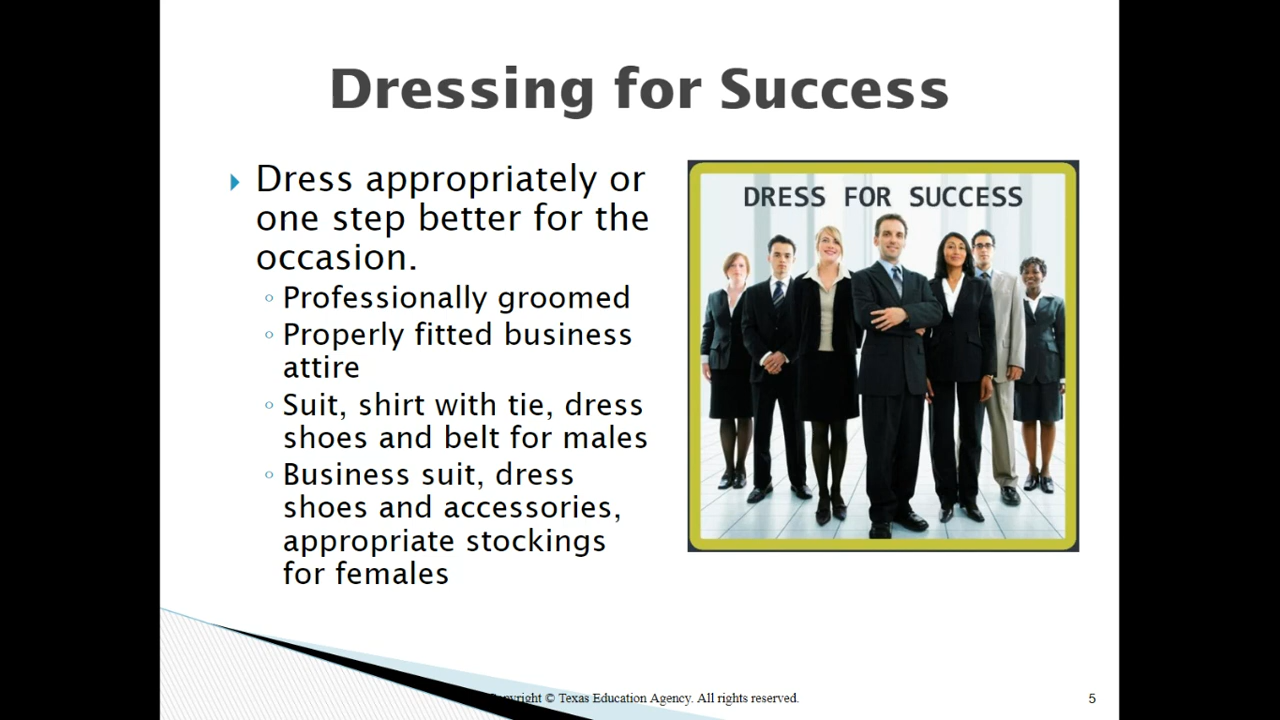 Dressing for Success
Dress appropriately or
one step better for the
occasion.
Professionally groomed
Properly fitted business
attire
Suit, shirt with tie, dress
shoes and belt for males
Business suit, dress
shoes and accessories,
appropriate stockings
for females
DRESS FOR SUCCESS
Texas Education Agency. All rights reserved.
5